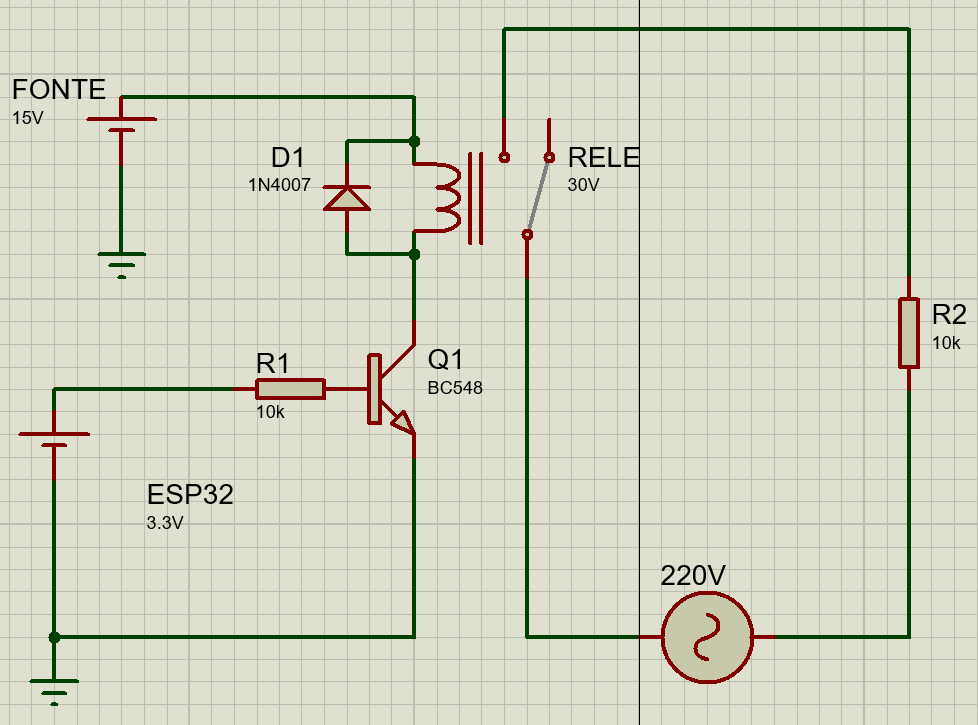 FONTE
15V
D1
1N4007
RELE
30V
R2
10k
R1
10k
Q1
BC548
ESP32
3.3V
220V